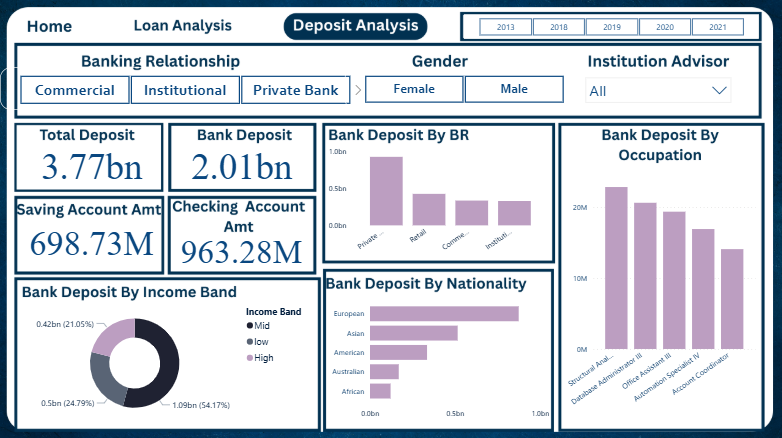 Home
Loan Analysis
Deposit Analysis
2013
2018
2019
2020
2021
Banking Relationship
Gender
Institution Advisor
Commercial
Institutional
Private Bank
Female
Male
All
Total Deposit
3.77bn
Bank Deposit
2.01bn
Saving Account Amt
698.73M
Checking Account
Amt
963.28M
Bank Deposit By BR
1.0bn
0.5bn
0.0bn
Private ...
Retail
Comme...
Instituti...
Bank Deposit By
Occupation
20M
10M
0M
Structural Anal...
Database Administrator III
Office Assistant III
Automation Specialist IV
Account Coordinator
Bank Deposit By Income Band
0.42bn (21.05%)
0.5bn (24.79%)
1.09bn (54.17%)
Income Band
Mid
low
High
Bank Deposit By Nationality
European
Asian
American
Australian
African
0.0bn
0.5bn
1.0bn